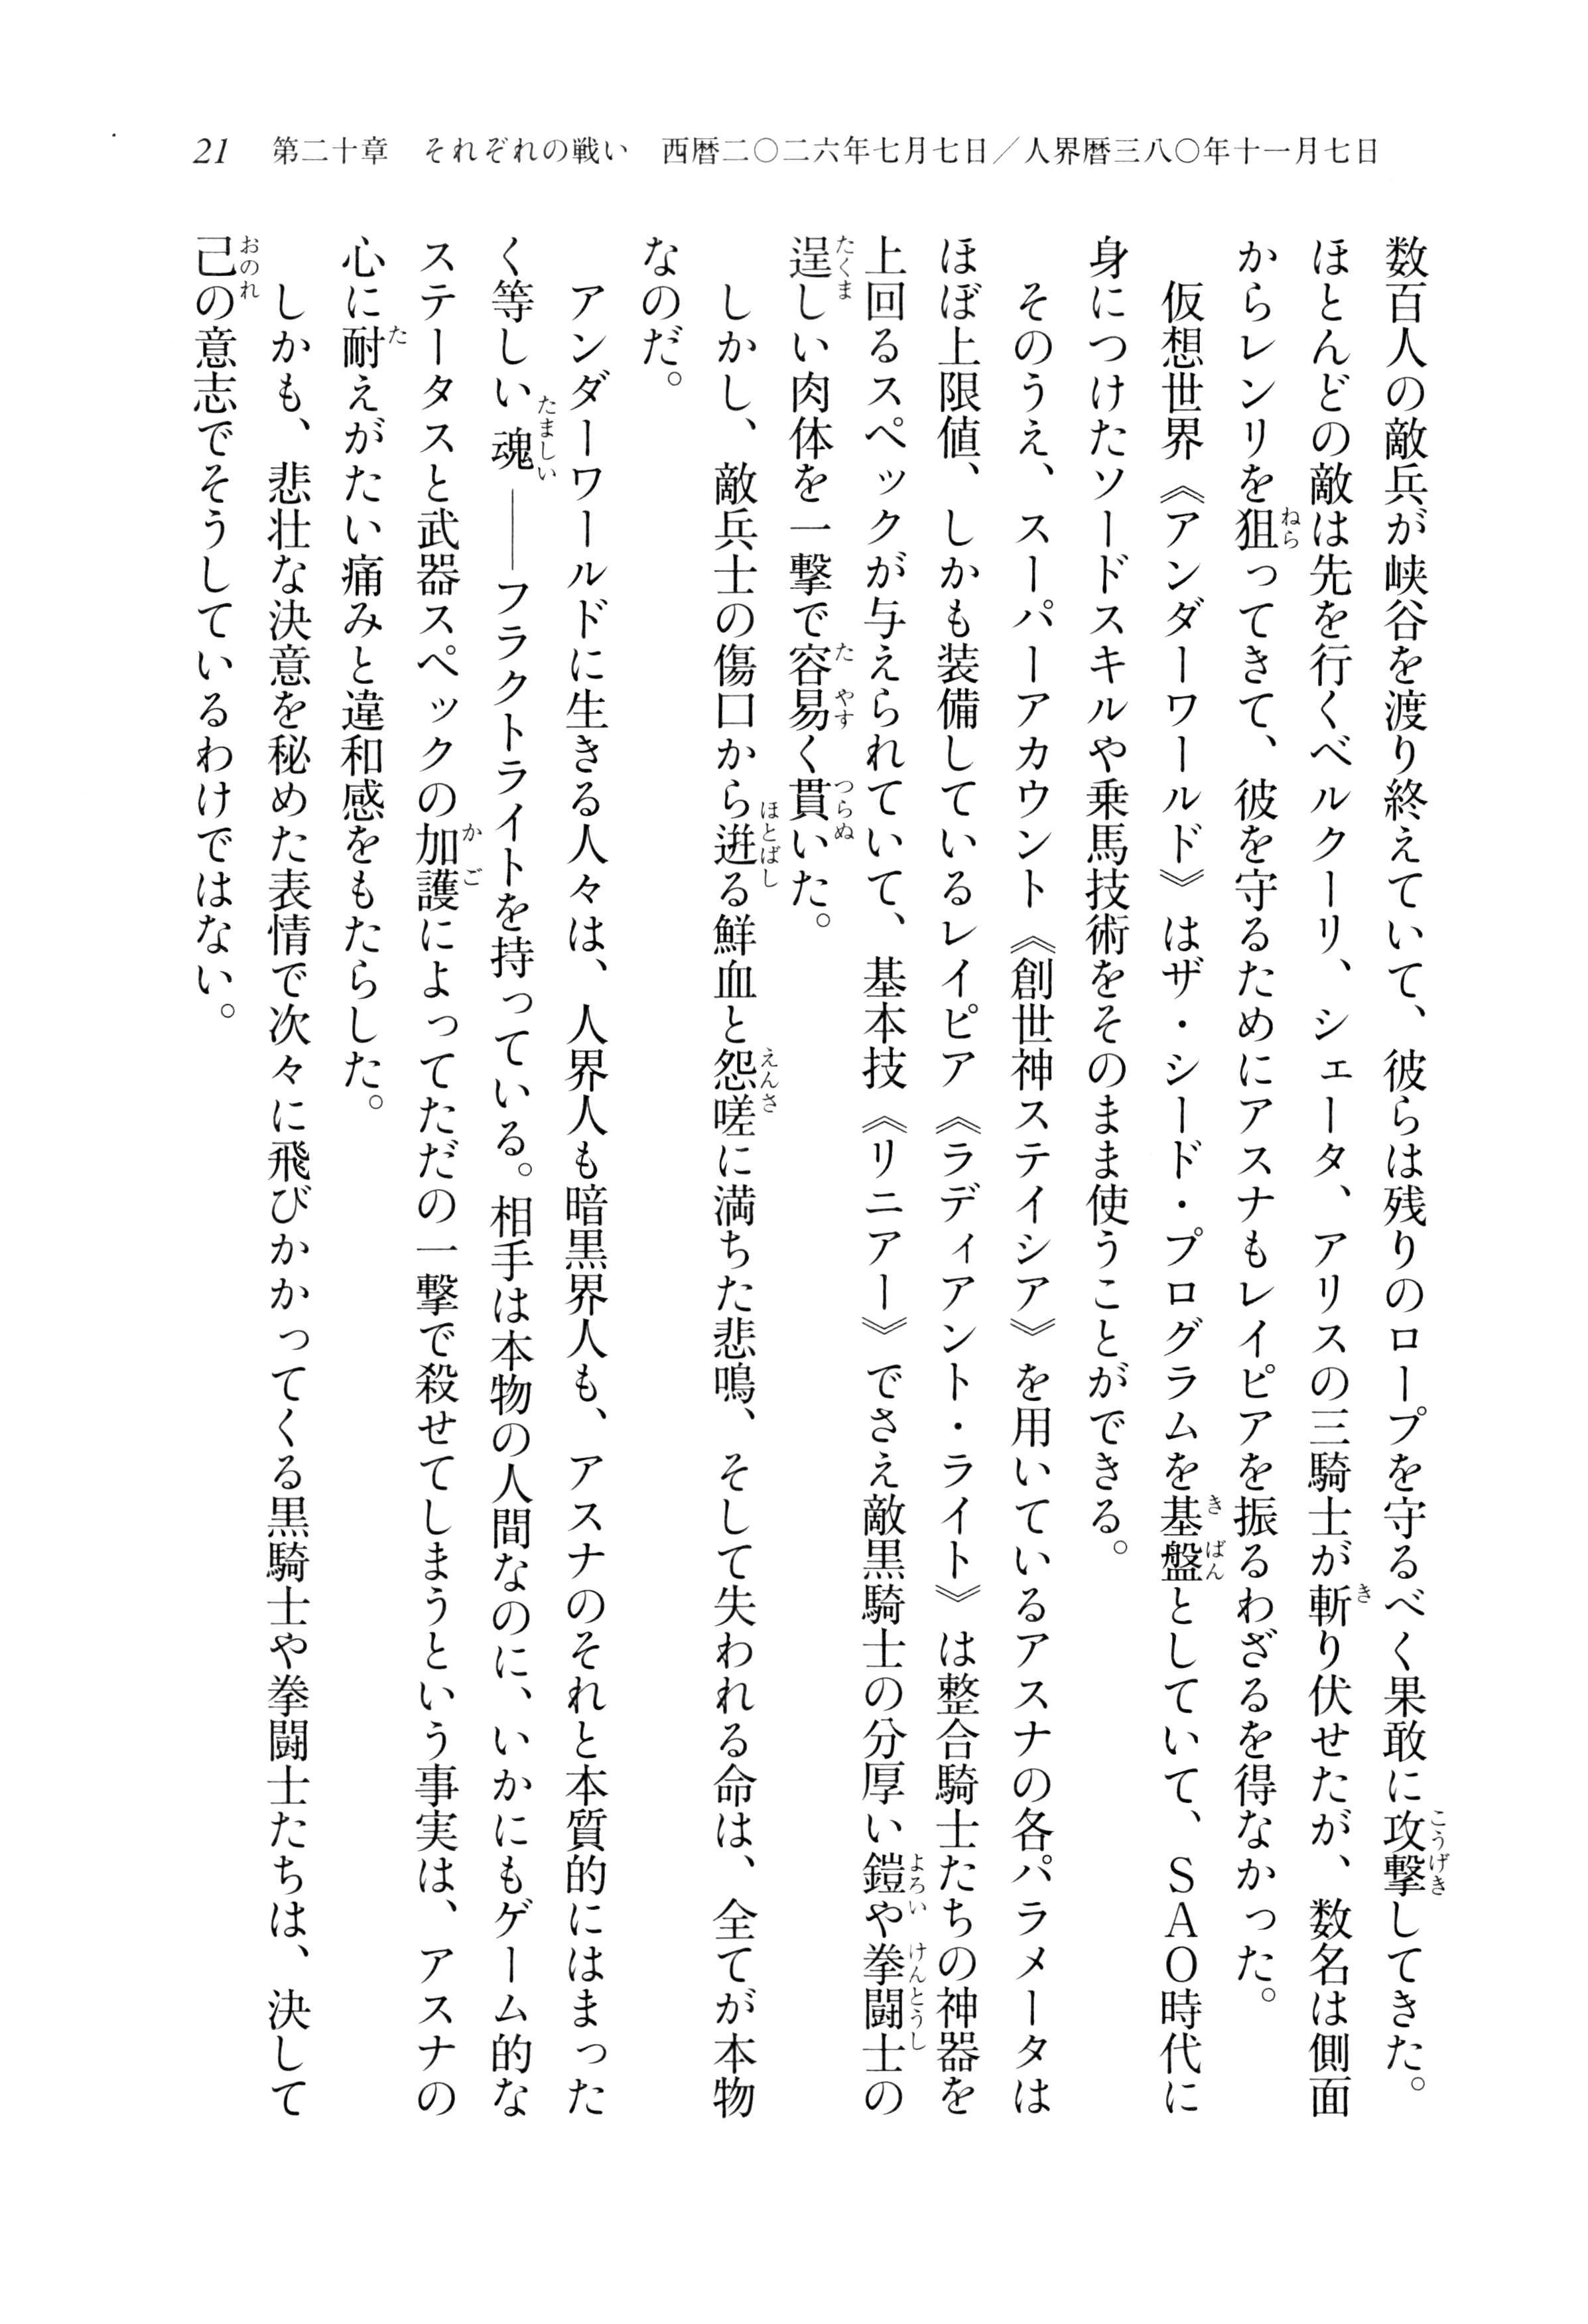 21 第二十章 それぞれの戦い 西暦二〇二六年七月七日／人界暦三八〇年十一月七日
数百人の敵兵が峡谷を渡り終えていて、彼らは残りのロープを守るべく果敢に攻撃してきた。
ほとんどの敵は先を行くベルクーリ、シェータ、アリスの三騎士が斬り伏せたが、数名は側面
からレンリを狙ってきて、彼を守るためにアスナもレイピアを振るわざるを得なかった。
　仮想世界《アンダーワールド》はザ・シード・プログラムを基盤としていて、ＳＡＯ時代に
身につけたソードスキルや乗馬技術をそのまま使うことができる。
　そのうえ、スーパーアカウント《創世神ステイシア》を用いているアスナの各パラメータは
ほぼ上限値、しかも装備しているレイピア《ラディアント・ライト》は整合騎士たちの神器を
上回るスペックが与えられていて、基本技《リニアー》でさえ敵黒騎士の分厚い鎧や拳闘士の
逞しい肉体を一撃で容易く貫いた。
　しかし、敵兵士の傷口から迸る鮮血と怨嗟に満ちた悲鳴、そして失われる命は、全てが本物
なのだ。
　アンダーワールドに生きる人々は、人界人も暗黒界人も、アスナのそれと本質的にはまった
く等しい魂――フラクトライトを持っている。相手は本物の人間なのに、いかにもゲーム的な
ステータスと武器スペックの加護によってただの一撃で殺せてしまうという事実は、アスナの
心に耐えがたい痛みと違和感をもたらした。
　しかも、悲壮な決意を秘めた表情で次々に飛びかかってくる黒騎士や拳闘士たちは、決して
己の意志でそうしているわけではない。